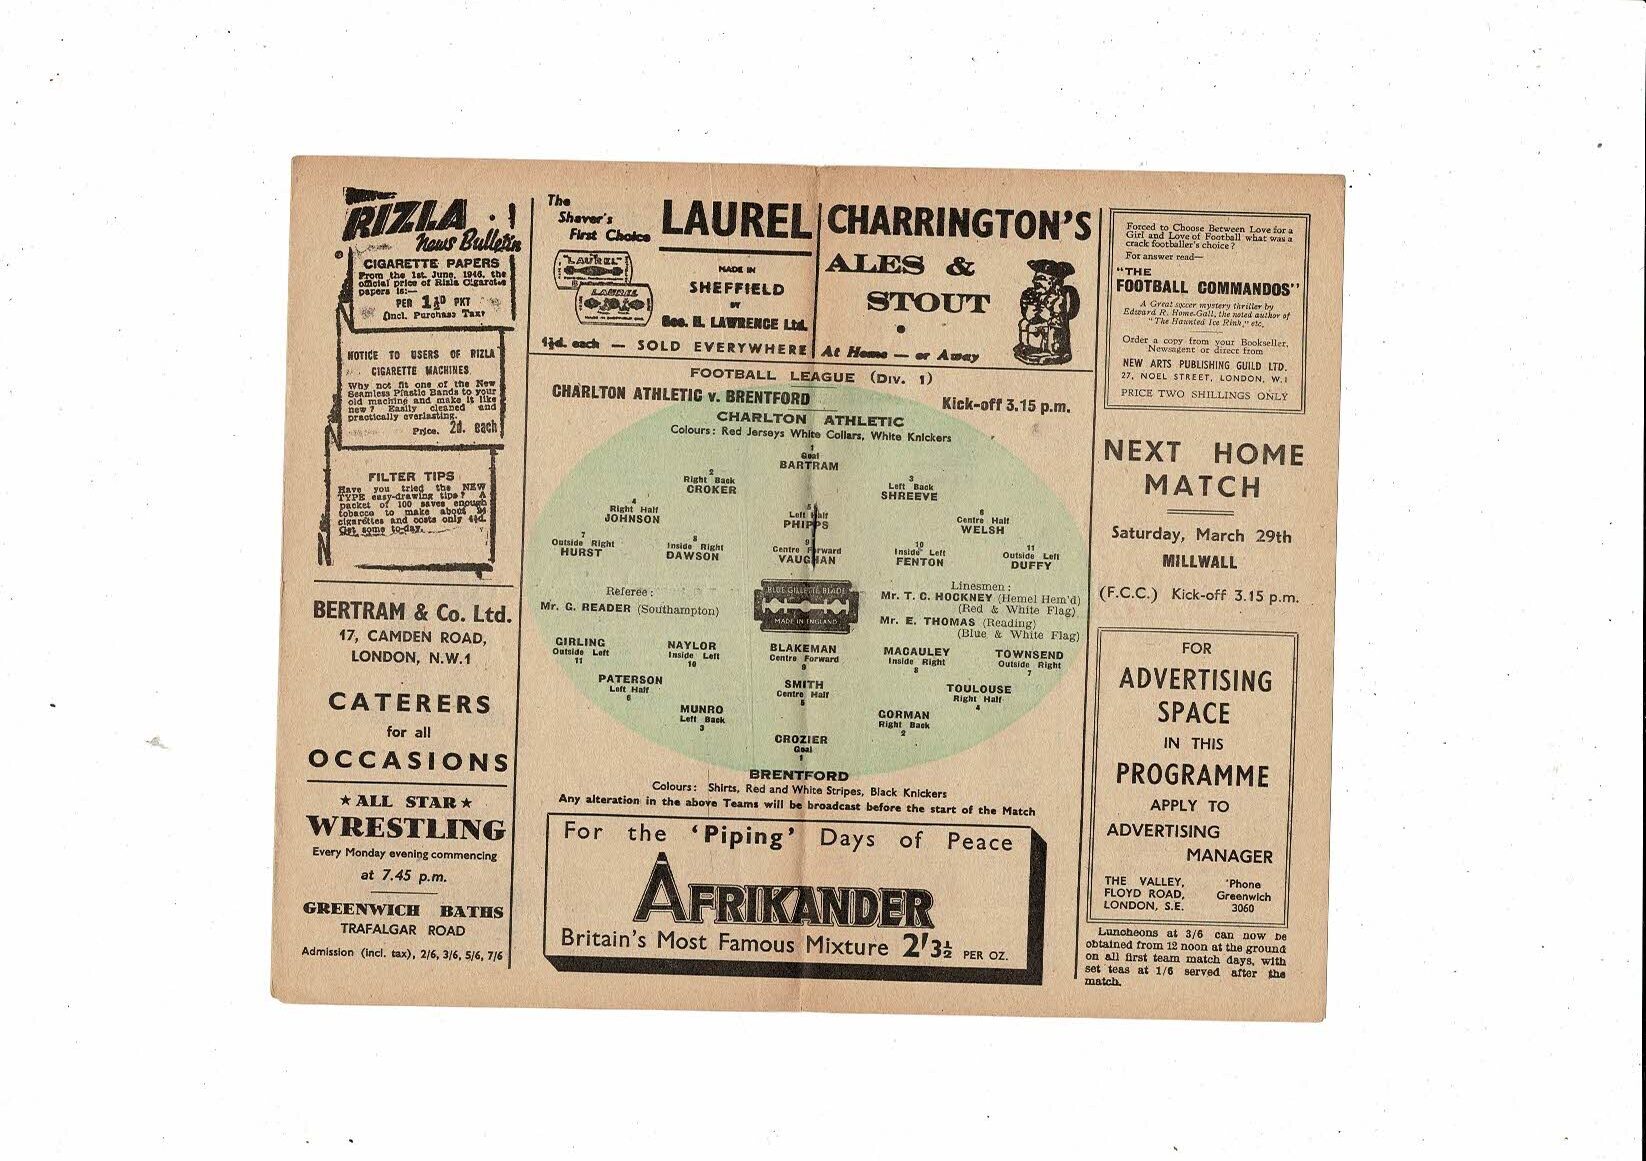 RIZLA
News Bulletin
CIGARETTE PAPERS
From the 1st. June, 1946, the
official price of Rizla Cigarette
papers is:—
PER 1½D PKT
(Incl. Purchase Tax)
NOTICE TO USERS OF RIZLA
CIGARETTE MACHINES
Why not fit one of the New
Seamless Plastic Bands to your
old machine and make it like
new? Easily cleaned and
practically everlasting.
Price. 2d. each
FILTER TIPS
Have you tried the NEW
TYPE easy-drawing tips? A
packet of 100 saves enough
tobacco to make about
cigarettes and costs only 4½d.
Get some to-day.
BERTRAM & Co. Ltd.
17, CAMDEN ROAD,
LONDON, N.W.1
CATERERS
for all
OCCASIONS
★ ALL STAR ★
WRESTLING
Every Monday evening commencing
at 7.45 p.m.
GREENWICH BATHS
TRAFALGAR ROAD
Admission (incl. tax), 2/6, 3/6, 5/6, 7/6
The
Shaver's
First Choice
LAUREL
"LAUREL"
LAUREL
MADE IN
SHEFFIELD
BY
Geo. H. LAWRENCE Ltd.
1½d. each — SOLD EVERYWHERE
CHARRINGTON'S
ALES &
STOUT
At Home — or Away
FOOTBALL LEAGUE (DIV. 1)
CHARLTON ATHLETIC v. BRENTFORD
Kick-off 3.15 p.m.
CHARLTON ATHLETIC
Colours: Red Jerseys White Collars, White Knickers
1
Goal
BARTRAM
2
Right Back
CROKER
3
Left Back
SHREEVE
4
Right Half
JOHNSON
5
Left Half
PHIPPS
6
Centre Half
WELSH
7
Outside Right
HURST
8
Inside Right
DAWSON
9
Centre Forward
VAUGHAN
10
Inside Left
FENTON
11
Outside Left
DUFFY
Referee:
Mr. G. READER (Southampton)
BLUE GILLETTE BLADE
MADE IN ENGLAND
Linesmen:
Mr. T. C. HOCKNEY (Hemel Hem'd)
(Red & White Flag)
Mr. E. THOMAS (Reading)
(Blue & White Flag)
GIRLING
Outside Left
11
NAYLOR
Inside Left
10
BLAKEMAN
Centre Forward
9
MACAULEY
Inside Right
8
TOWNSEND
Outside Right
7
PATERSON
Left Half
6
SMITH
Centre Half
5
TOULOUSE
Right Half
4
MUNRO
Left Back
3
GORMAN
Right Back
2
CROZIER
Goal
1
BRENTFORD
Colours: Shirts, Red and White Stripes, Black Knickers
Any alteration in the above Teams will be broadcast before the start of the Match
For the 'Piping' Days of Peace
AFRIKANDER
Britain's Most Famous Mixture 2/3½ PER OZ.
Forced to Choose Between Love for a
Girl and Love of Football what was a
crack footballer's choice?
For answer read—
"THE
FOOTBALL COMMANDOS"
A Great soccer mystery thriller by
Edward R. Home-Gall, the noted author of
"The Haunted Ice Rink," etc.
Order a copy from your Bookseller,
Newsagent or direct from
NEW ARTS PUBLISHING GUILD LTD.
27, NOEL STREET, LONDON, W.1
PRICE TWO SHILLINGS ONLY
NEXT HOME
MATCH
Saturday, March 29th
MILLWALL
(F.C.C.) Kick-off 3.15 p.m.
FOR
ADVERTISING
SPACE
IN THIS
PROGRAMME
APPLY TO
ADVERTISING
MANAGER
THE VALLEY,
FLOYD ROAD,
LONDON, S.E.
'Phone
Greenwich
3060
Luncheons at 3/6 can now be
obtained from 12 noon at the ground
on all first team match days, with
set teas at 1/6 served after the
match.